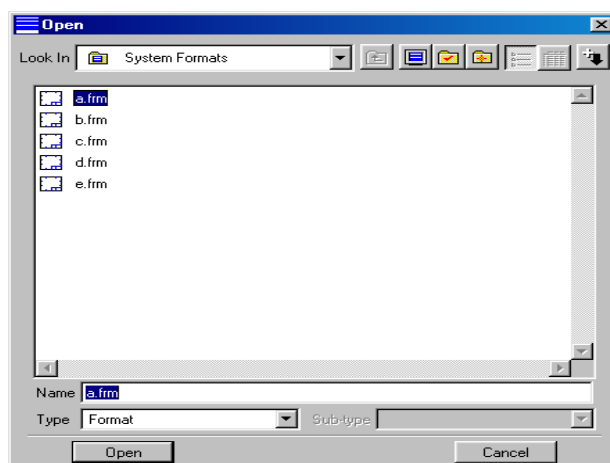 Open
Look In System Formats
a.frm
b.frm
c.frm
d.frm
e.frm
Name a.frm
Type Format Sub-type
Open Cancel